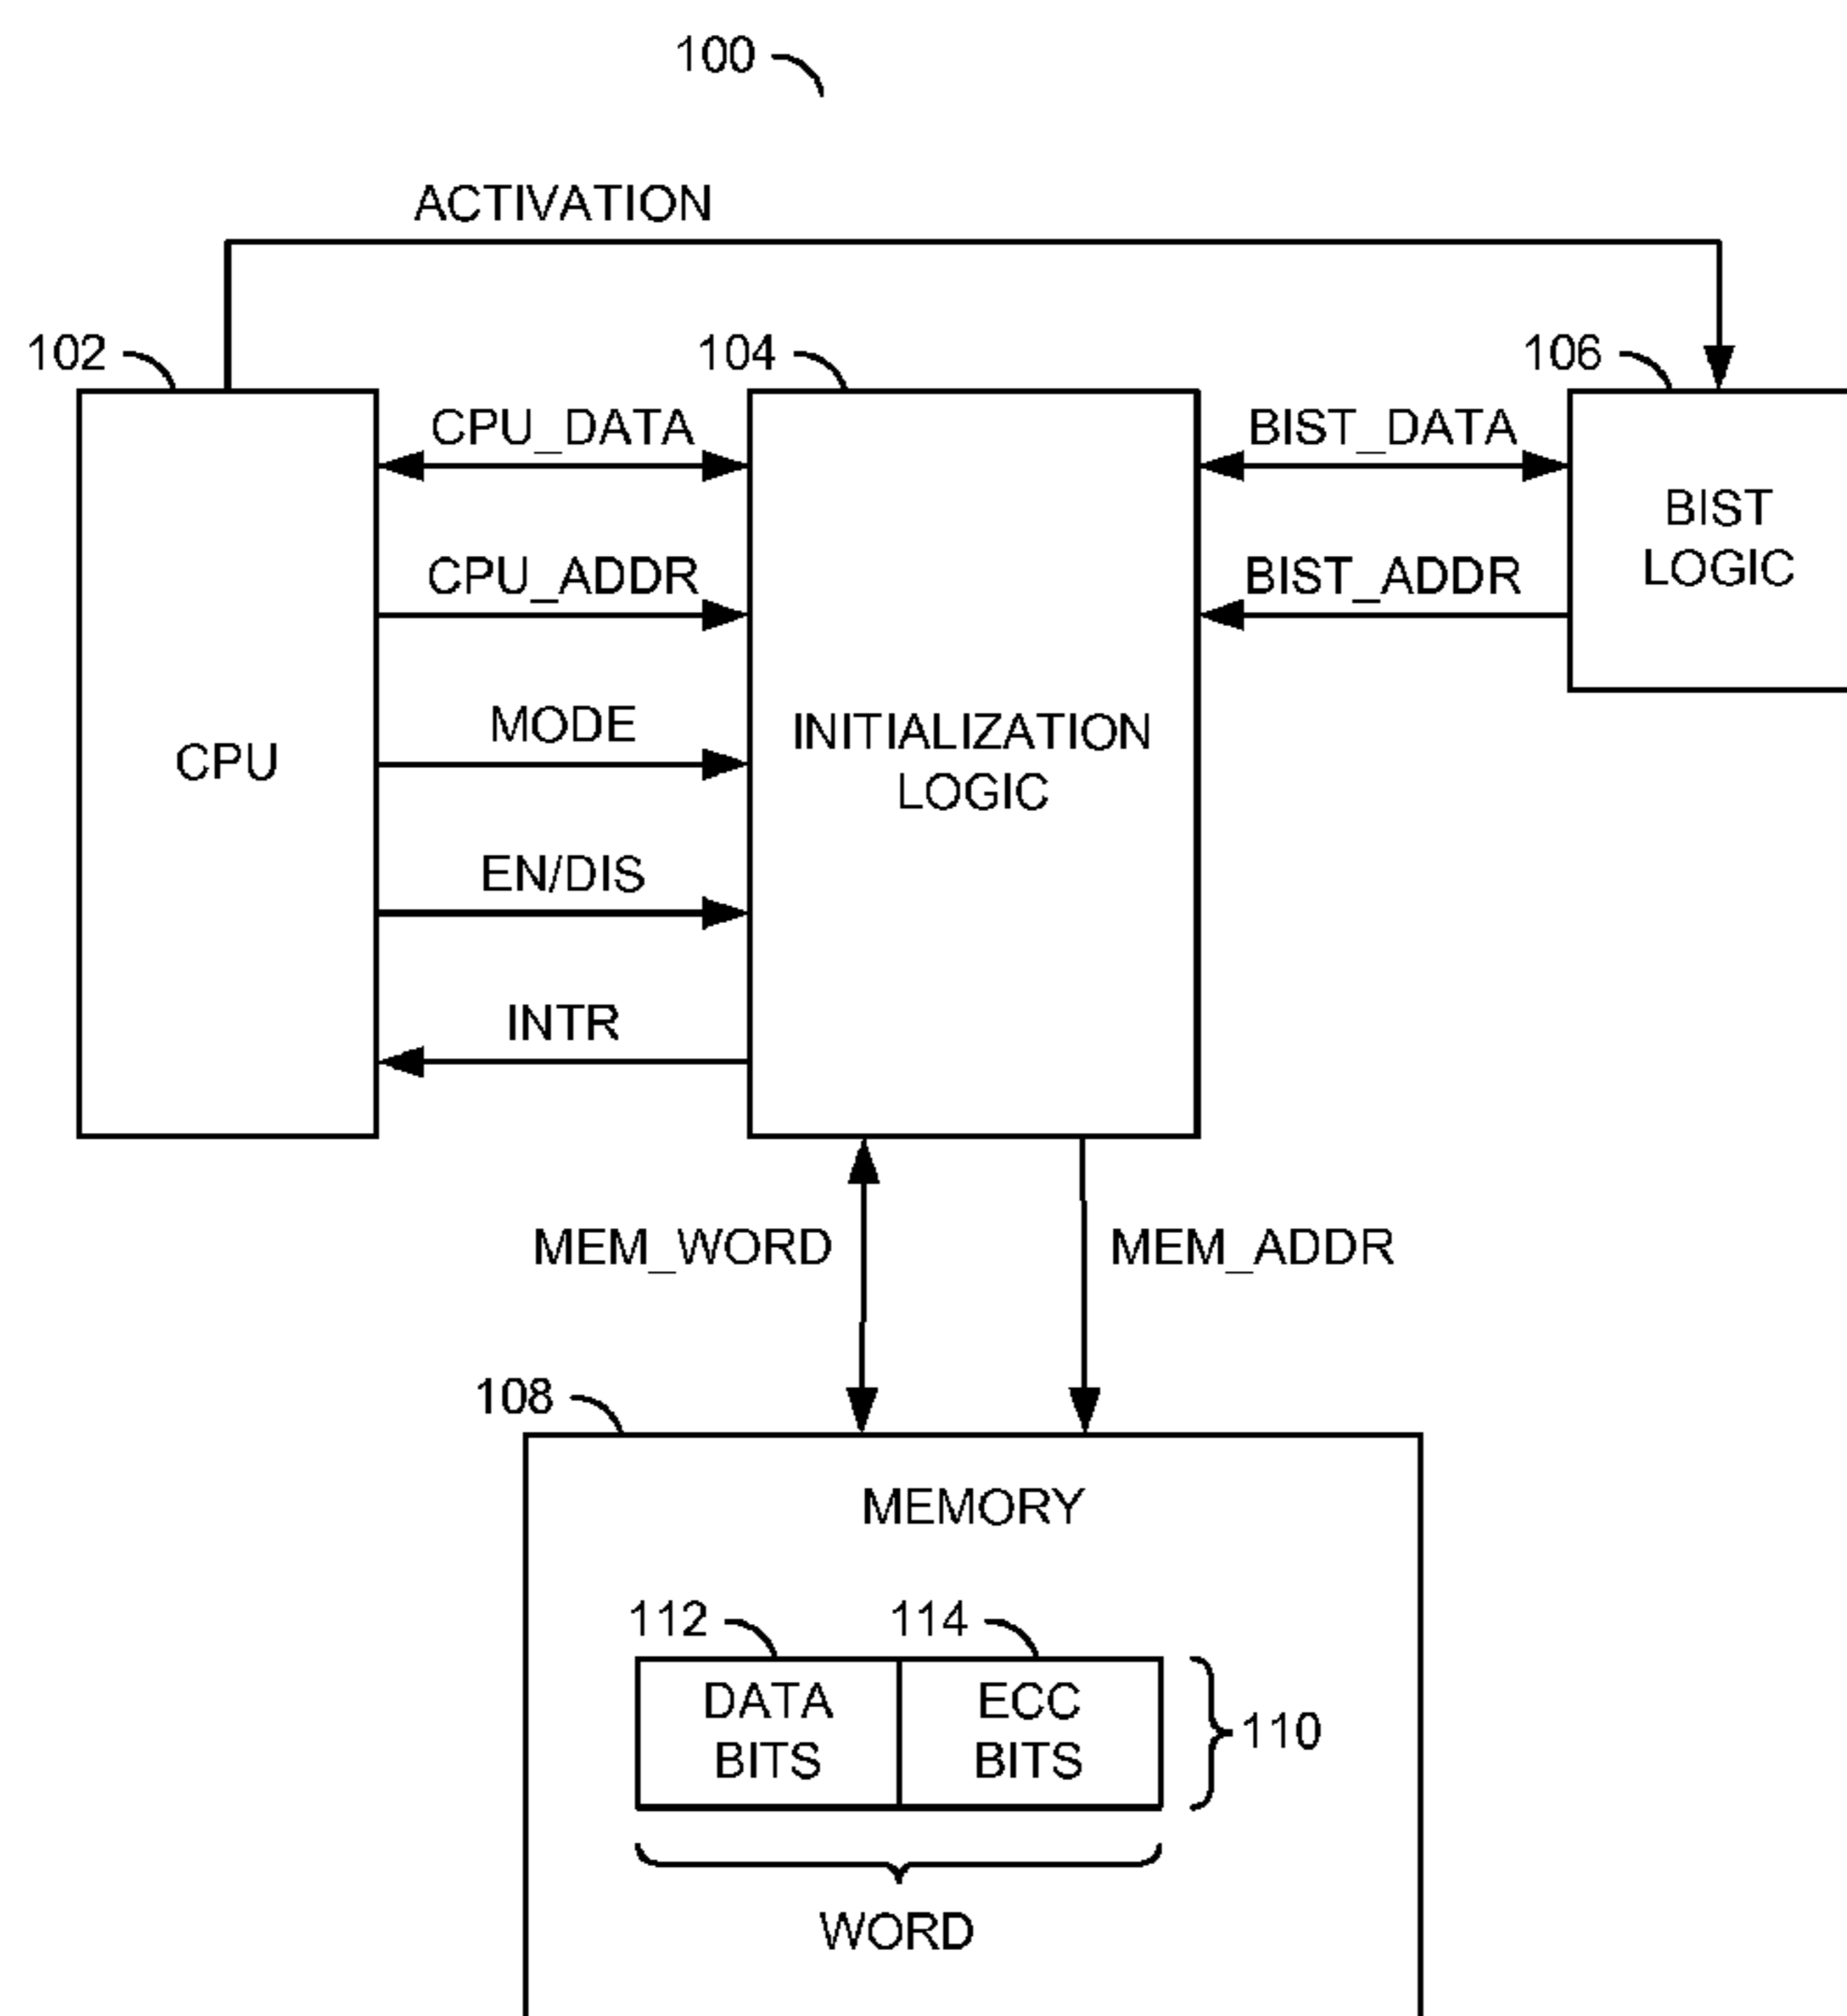 100
ACTIVATION
102
104
106
CPU_DATA
BIST_DATA
BIST
LOGIC
CPU_ADDR
BIST_ADDR
MODE
CPU
INITIALIZATION
LOGIC
EN/DIS
INTR
MEM_WORD
MEM_ADDR
108
MEMORY
112
114
DATA
BITS
ECC
BITS
110
WORD